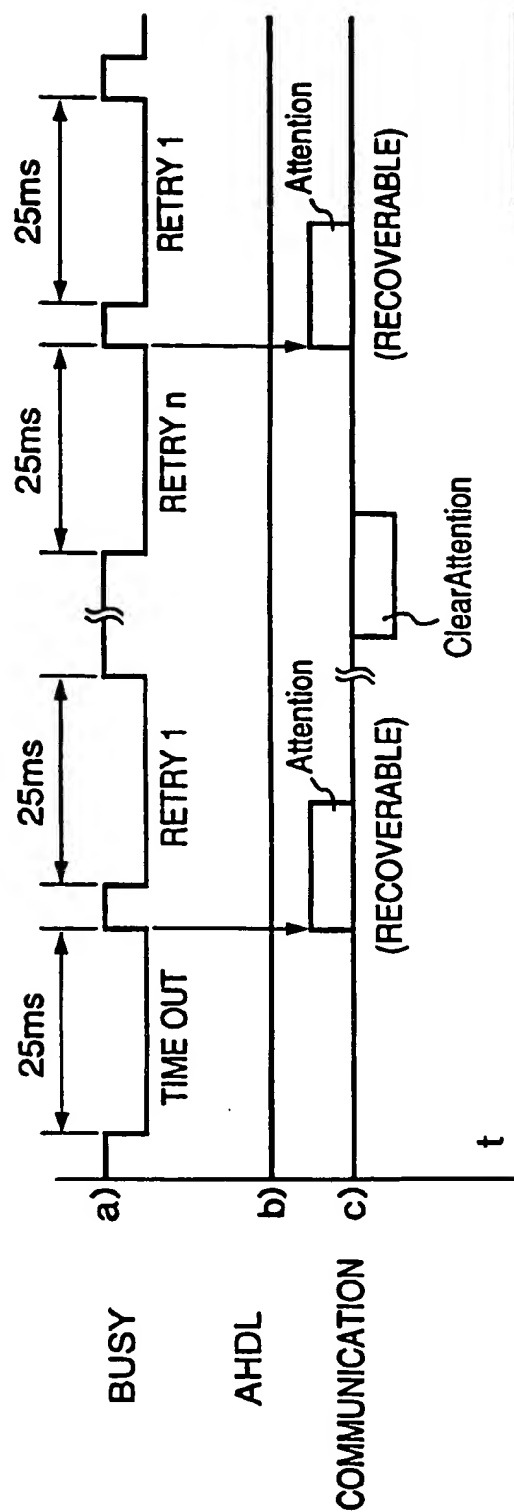 25ms
25ms
25ms
25ms
BUSY
a)
TIME OUT
RETRY 1
RETRY n
RETRY 1
AHDL
b)
Attention
Attention
COMMUNICATION
c)
(RECOVERABLE)
(RECOVERABLE)
ClearAttention
t